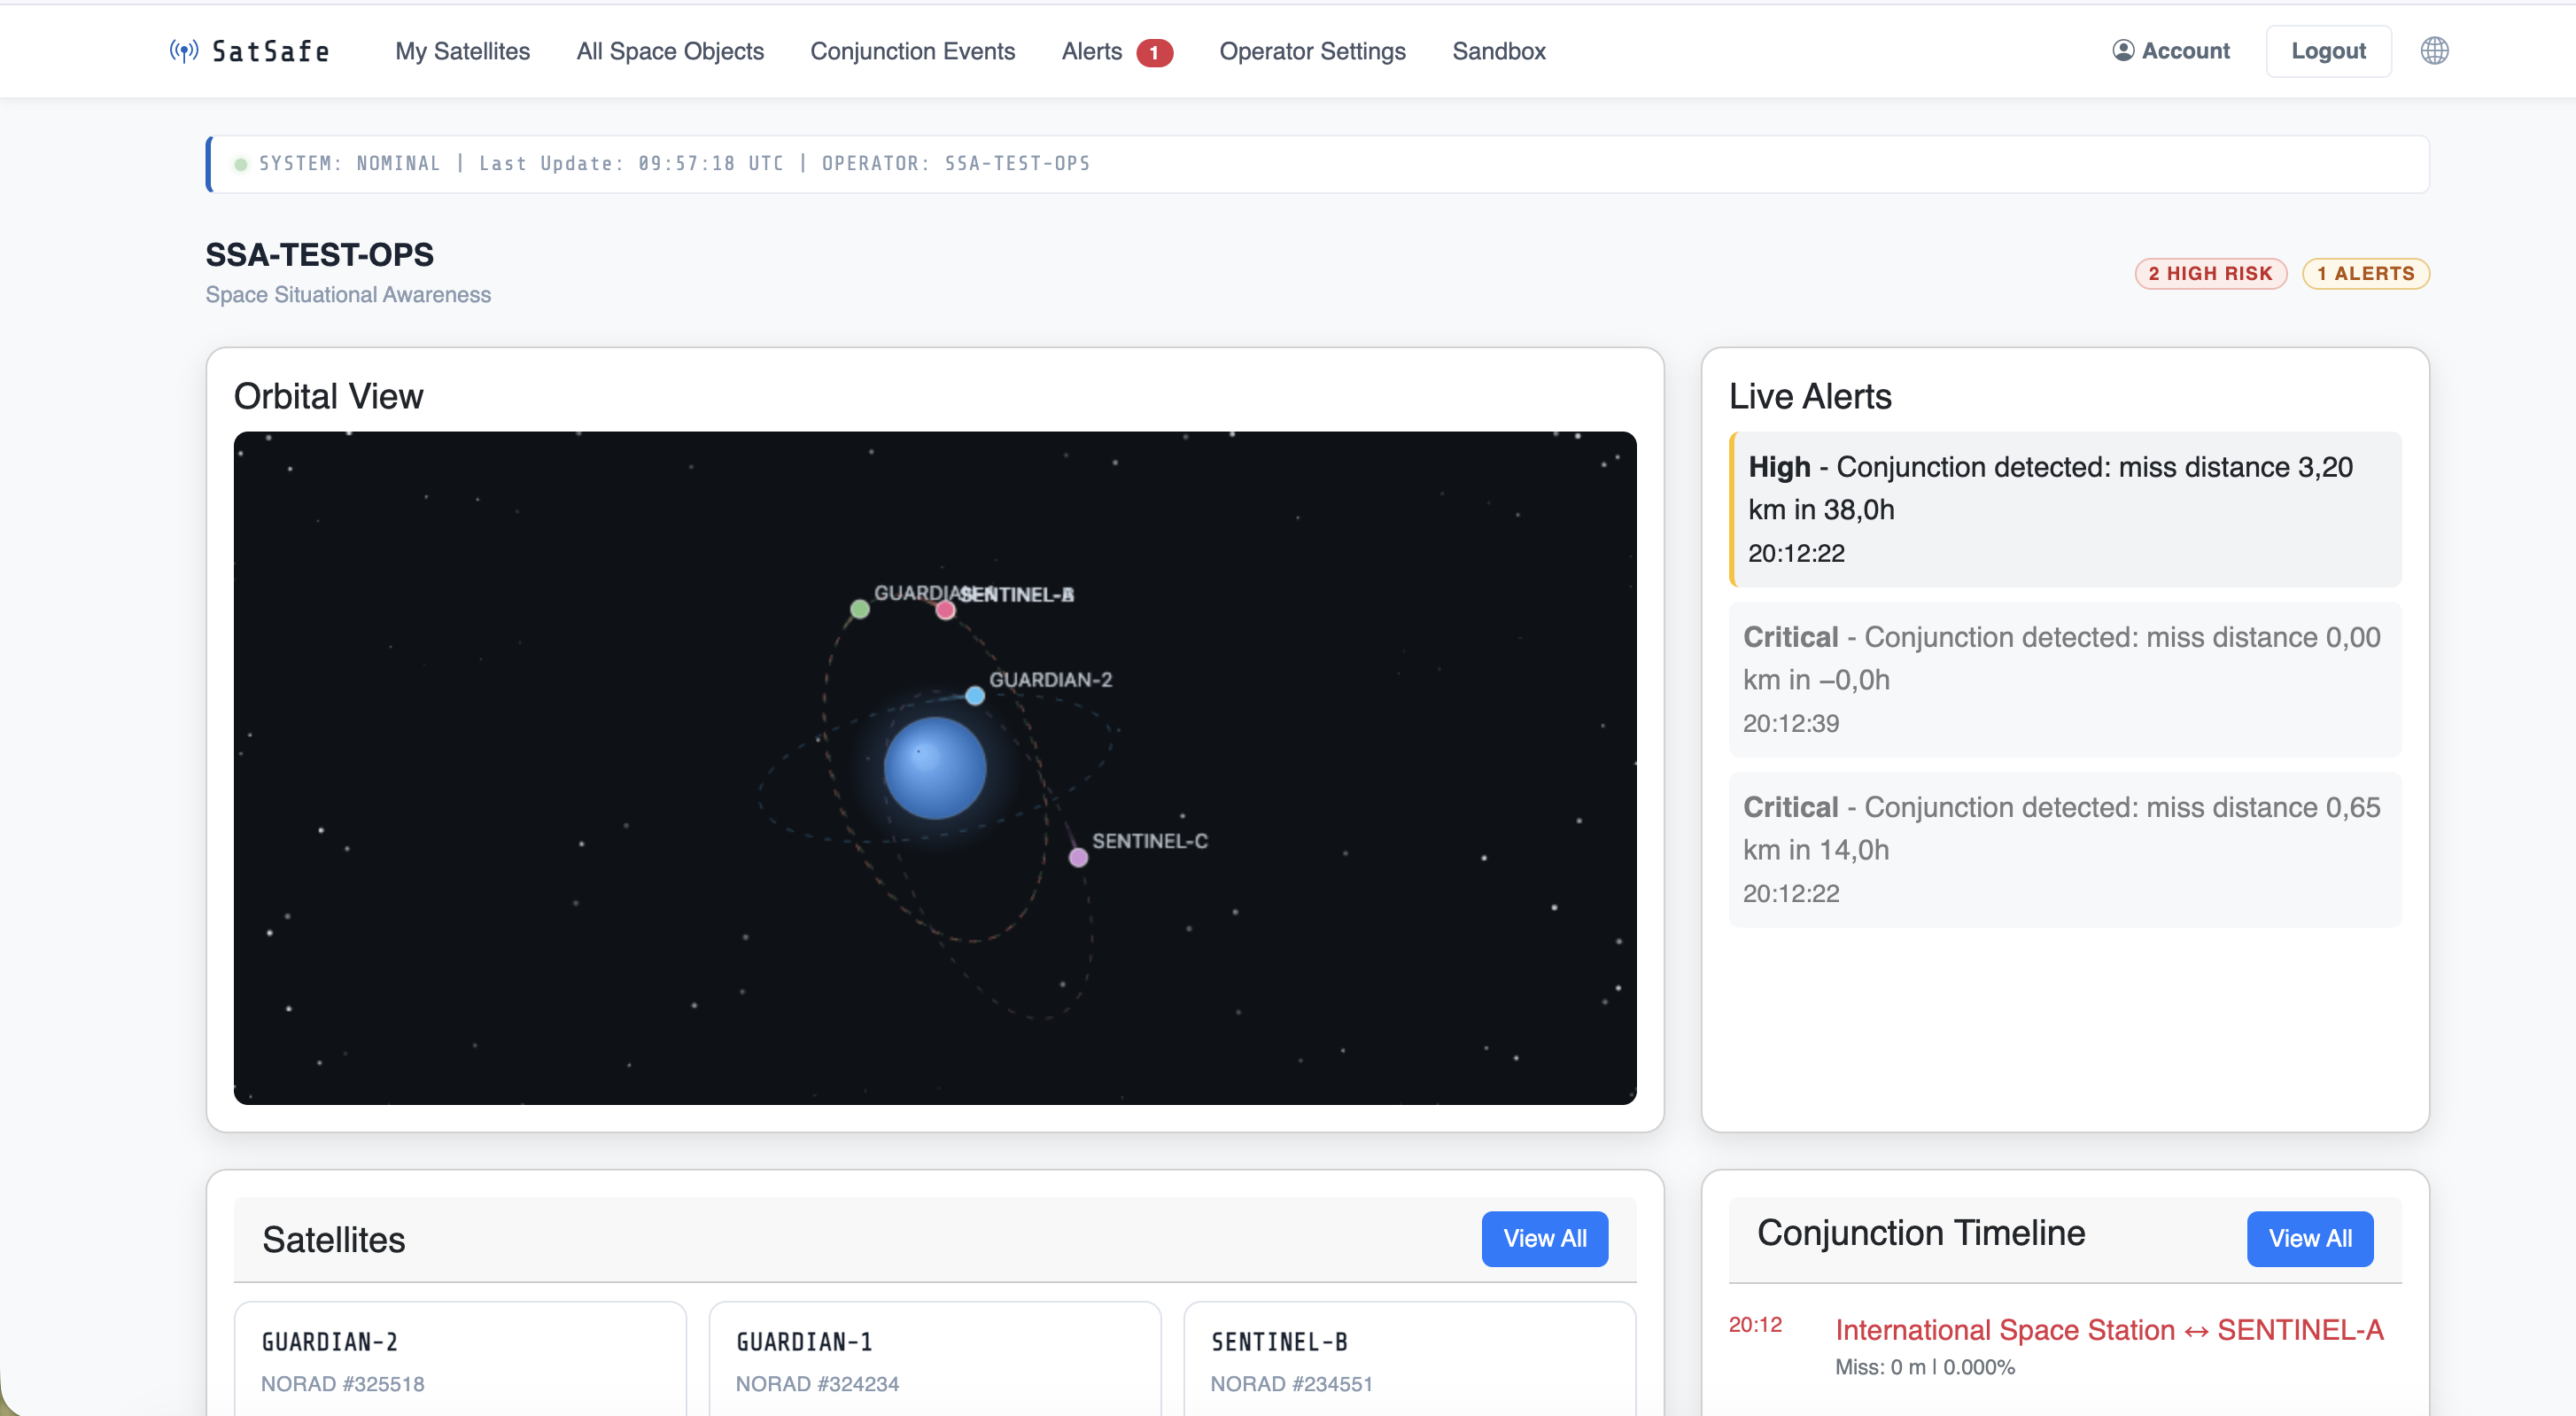 SatSafe My Satellites All Space Objects Conjunction Events Alerts 1 Operator Settings Sandbox Account Logout
SYSTEM: NOMINAL | Last Update: 09:57:18 UTC | OPERATOR: SSA-TEST-OPS
SSA-TEST-OPS
Space Situational Awareness
2 HIGH RISK 1 ALERTS
Orbital View
GUARDIAN-
SENTINEL-
GUARDIAN-2
SENTINEL-C
Live Alerts
High - Conjunction detected: miss distance 3,20
km in 38,0h
20:12:22
Critical - Conjunction detected: miss distance 0,00
km in −0,0h
20:12:39
Critical - Conjunction detected: miss distance 0,65
km in 14,0h
20:12:22
Satellites View All
GUARDIAN-2
NORAD #325518
GUARDIAN-1
NORAD #324234
SENTINEL-B
NORAD #234551
Conjunction Timeline View All
20:12 International Space Station ↔ SENTINEL-A
Miss: 0 m | 0.000%